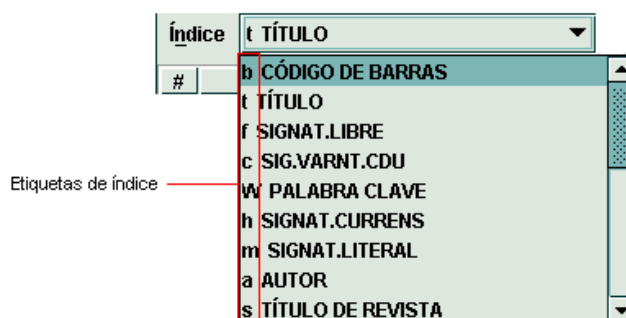 Índice t TÍTULO
#
b CÓDIGO DE BARRAS
t TÍTULO
f SIGNAT.LIBRE
c SIG.VARNT.CDU
Etiquetas de índice
W PALABRA CLAVE
h SIGNAT.CURRENS
m SIGNAT.LITERAL
a AUTOR
s TÍTULO DE REVISTA